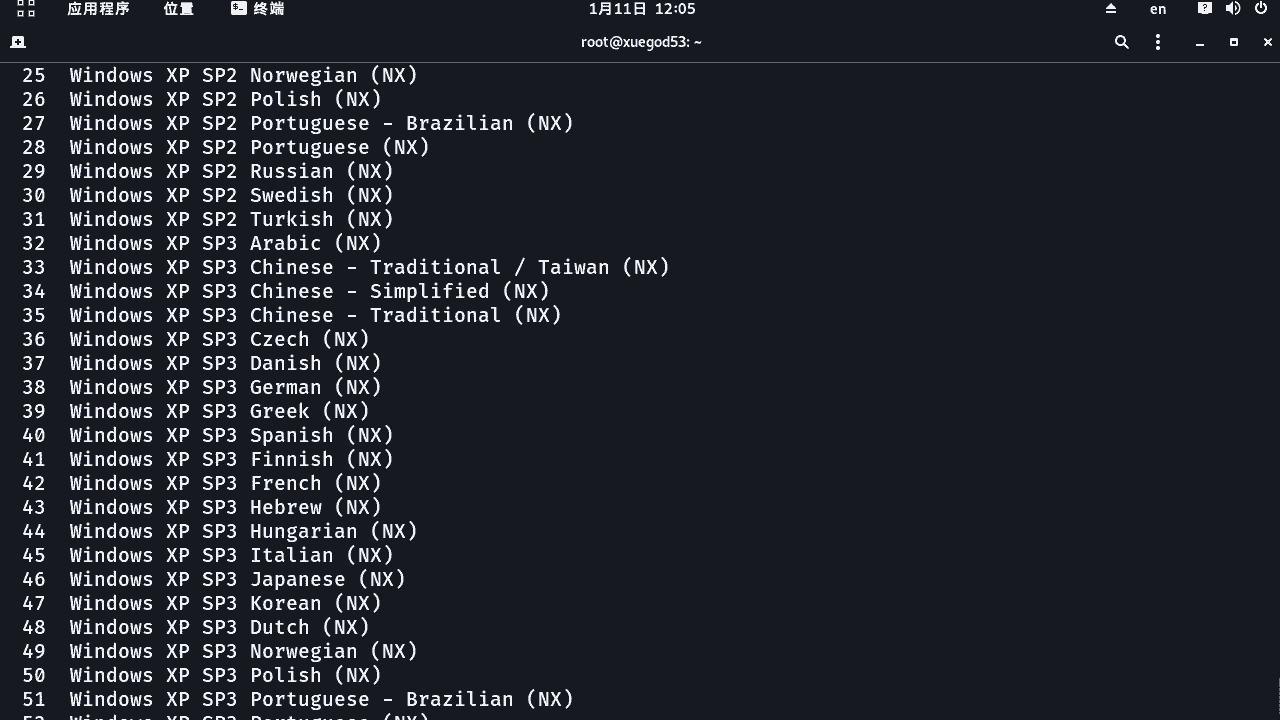 应用程序 位置 终端 1月11日 12:05 en
root@xuegod53: ~
25 Windows XP SP2 Norwegian (NX)
26 Windows XP SP2 Polish (NX)
27 Windows XP SP2 Portuguese - Brazilian (NX)
28 Windows XP SP2 Portuguese (NX)
29 Windows XP SP2 Russian (NX)
30 Windows XP SP2 Swedish (NX)
31 Windows XP SP2 Turkish (NX)
32 Windows XP SP3 Arabic (NX)
33 Windows XP SP3 Chinese - Traditional / Taiwan (NX)
34 Windows XP SP3 Chinese - Simplified (NX)
35 Windows XP SP3 Chinese - Traditional (NX)
36 Windows XP SP3 Czech (NX)
37 Windows XP SP3 Danish (NX)
38 Windows XP SP3 German (NX)
39 Windows XP SP3 Greek (NX)
40 Windows XP SP3 Spanish (NX)
41 Windows XP SP3 Finnish (NX)
42 Windows XP SP3 French (NX)
43 Windows XP SP3 Hebrew (NX)
44 Windows XP SP3 Hungarian (NX)
45 Windows XP SP3 Italian (NX)
46 Windows XP SP3 Japanese (NX)
47 Windows XP SP3 Korean (NX)
48 Windows XP SP3 Dutch (NX)
49 Windows XP SP3 Norwegian (NX)
50 Windows XP SP3 Polish (NX)
51 Windows XP SP3 Portuguese - Brazilian (NX)